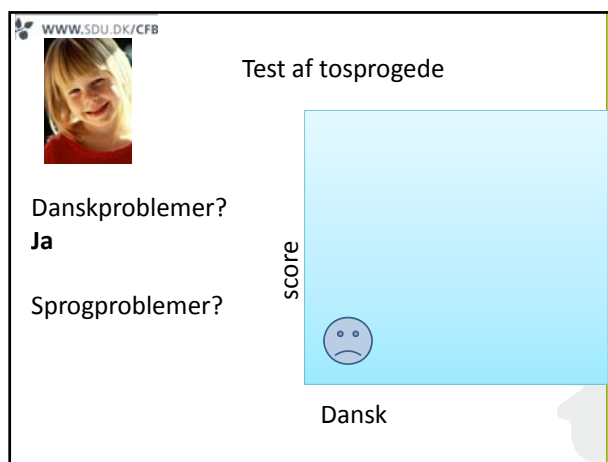 WWW.SDU.DK/CFB
Test af tosprogede
Danskproblemer?
Ja
Sprogproblemer?
score
Dansk